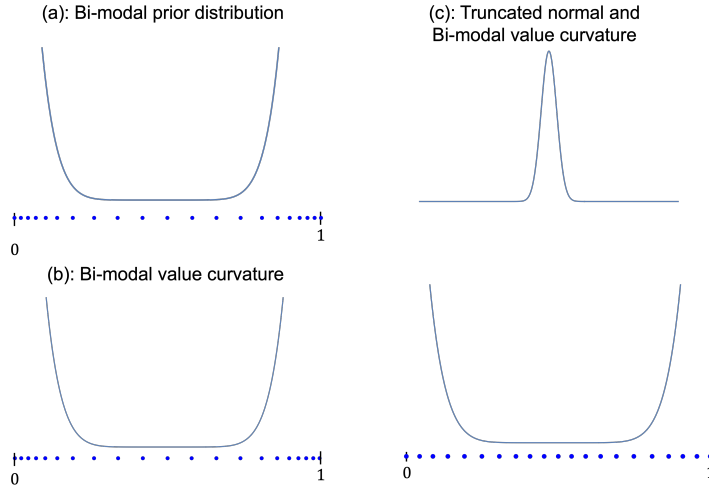 (a): Bi-modal prior distribution
(c): Truncated normal and
Bi-modal value curvature
0
1
(b): Bi-modal value curvature
0
1
0
1